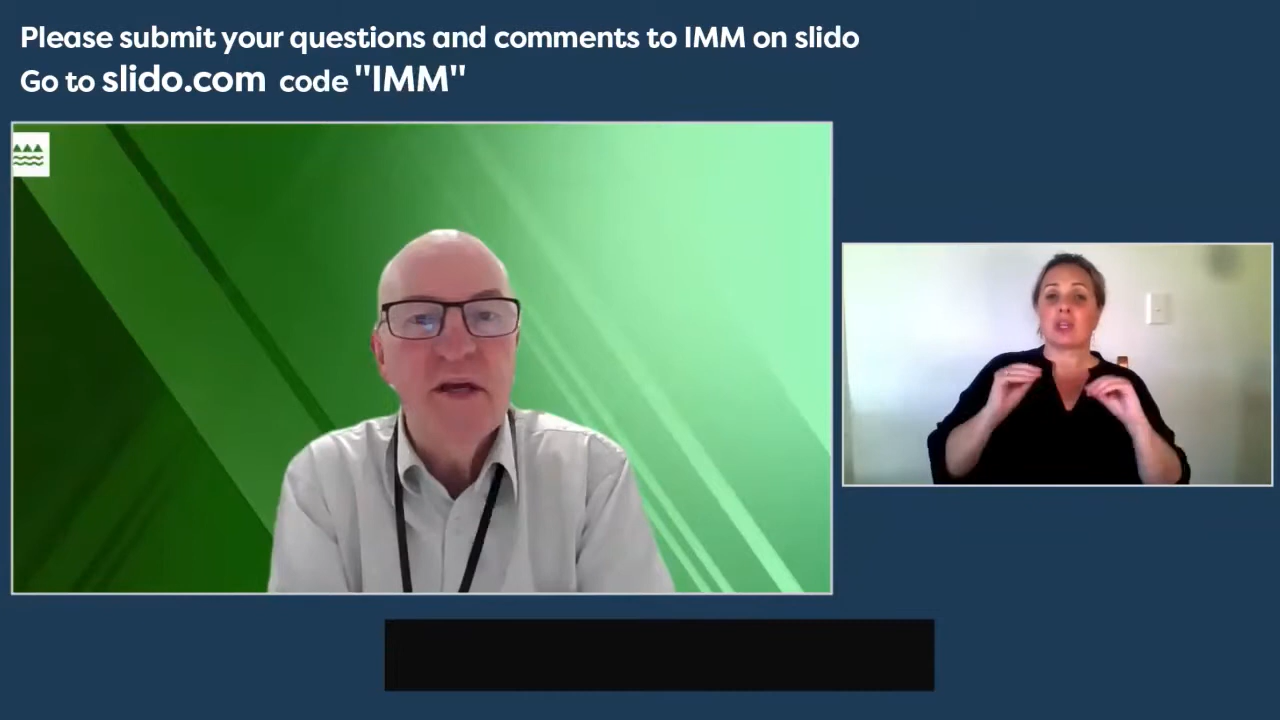 Please submit your questions and comments to IMM on slido
Go to slido.com code "IMM"